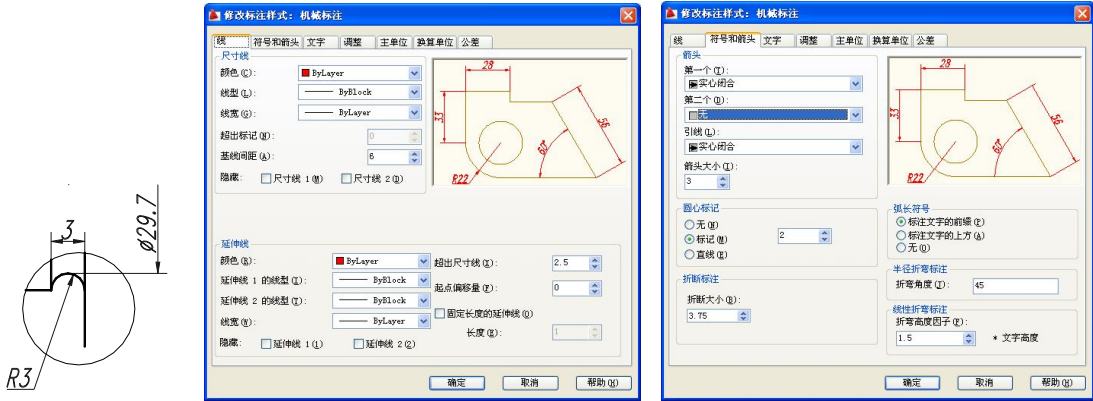 3
ø29.7
R3
修改标注样式: 机械标注
线 符号和箭头 文字 调整 主单位 换算单位 公差
尺寸线
颜色(C): ByLayer
线型(L): ByBlock
线宽(G): ByLayer
超出标记(N): 0
基线间距(A): 6
隐藏: 尺寸线 1(M) 尺寸线 2(D)
28
33
56
60°
R22
延伸线
颜色(R): ByLayer
延伸线 1 的线型(I): ByBlock
延伸线 2 的线型(T): ByBlock
线宽(W): ByLayer
隐藏: 延伸线 1(1) 延伸线 2(2)
超出尺寸线(X): 2.5
起点偏移量(F): 0
固定长度的延伸线(O)
长度(E): 1
确定 取消 帮助(H)
修改标注样式: 机械标注
线 符号和箭头 文字 调整 主单位 换算单位 公差
箭头
第一个(T):
实心闭合
第二个(D):
无
引线(L):
实心闭合
箭头大小(I):
3
28
33
56
60°
R22
圆心标记
无(N)
标记(M) 2
直线(E)
折断标注
折断大小(B):
3.75
弧长符号
标注文字的前缀(P)
标注文字的上方(A)
无(O)
半径折弯标注
折弯角度(J): 45
线性折弯标注
折弯高度因子(F):
1.5 * 文字高度
确定 取消 帮助(H)